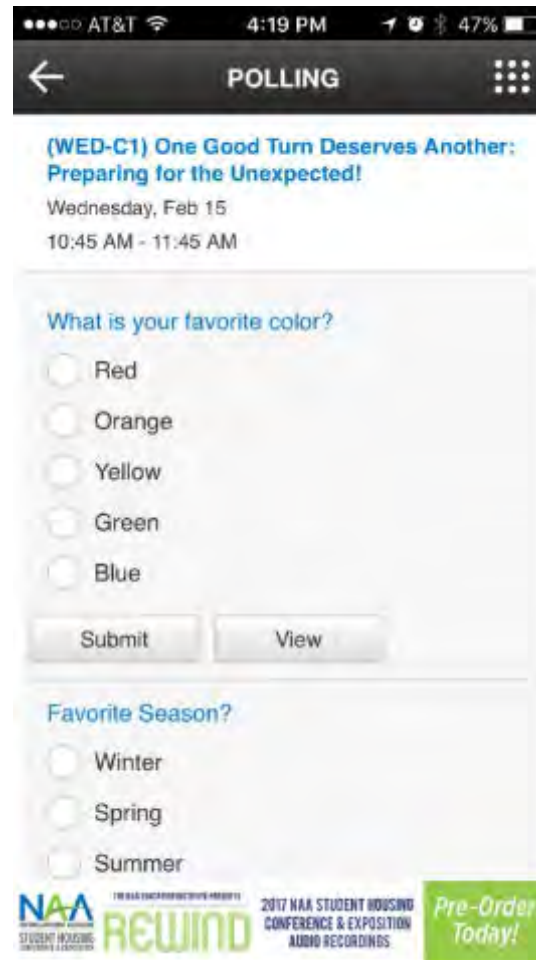 AT&T 4:19 PM 47%
POLLING
(WED-C1) One Good Turn Deserves Another:
Preparing for the Unexpected!
Wednesday, Feb 15
10:45 AM - 11:45 AM
What is your favorite color?
Red
Orange
Yellow
Green
Blue
Submit View
Favorite Season?
Winter
Spring
Summer
NAA
STUDENT HOUSING
CONFERENCE & EXPOSITION
REWIND
2017 NAA STUDENT HOUSING
CONFERENCE & EXPOSITION
AUDIO RECORDINGS
Pre-Order
Today!